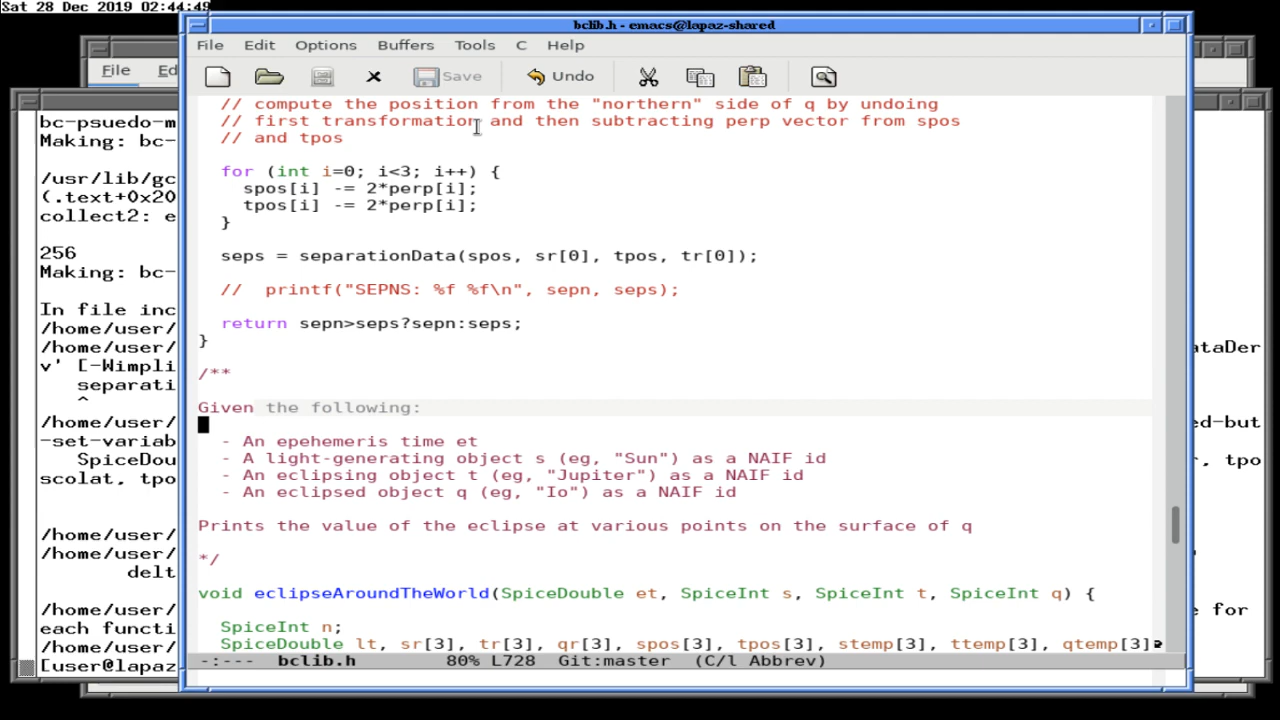 Sat 28 Dec 2019 02:44:49
bclib.h - emacs@lapaz-shared
File Edit Options Buffers Tools C Help
Save Undo
// compute the position from the "northern" side of q by undoing
// first transformation and then subtracting perp vector from spos
// and tpos
for (int i=0; i<3; i++) {
spos[i] -= 2*perp[i];
tpos[i] -= 2*perp[i];
}
seps = separationData(spos, sr[0], tpos, tr[0]);
//  printf("SEPNS: %f %f\n", sepn, seps);
return sepn>seps?sepn:seps;
}
/**
Given the following:
- An epehemeris time et
- A light-generating object s (eg, "Sun") as a NAIF id
- An eclipsing object t (eg, "Jupiter") as a NAIF id
- An eclipsed object q (eg, "Io") as a NAIF id
Prints the value of the eclipse at various points on the surface of q
*/
void eclipseAroundTheWorld(SpiceDouble et, SpiceInt s, SpiceInt t, SpiceInt q) {
SpiceInt n;
SpiceDouble lt, sr[3], tr[3], qr[3], spos[3], tpos[3], stemp[3], ttemp[3], qtemp[3]
-:---  bclib.h  80% L728  Git:master  (C/l Abbrev)
File Ed
bc-psuedo-m
Making: bc-
/usr/lib/gc
(.text+0x20
collect2: e
256
Making: bc-
In file inc
/home/user/
/home/user/ ataDer
v' [-Wimpli
separati
^
/home/user/ ed-but
-set-variab
SpiceDou r, tpo
scolat, tpo
/home/user/
/home/user/
delt
/home/user/ e for
each functi
/home/user/
[user@lapaz